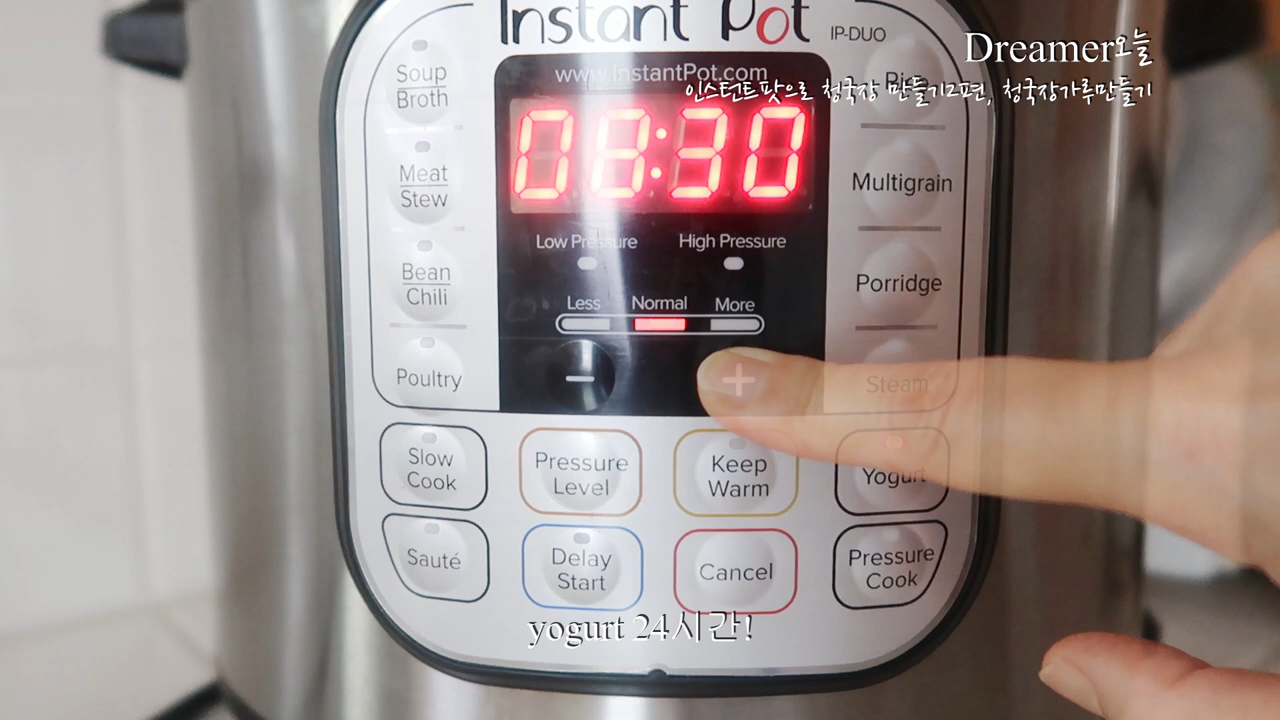 Instant Pot
IP-DUO
Dreamer오늘
인스턴트팟으로 청국장 만들기2편, 청국장가루만들기
www.InstantPot.com
08:30
Low Pressure
High Pressure
Less
Normal
More
−
+
Soup
Broth
Meat
Stew
Bean
Chili
Poultry
Rice
Multigrain
Porridge
Steam
Slow
Cook
Pressure
Level
Keep
Warm
Yogurt
Sauté
Delay
Start
Cancel
Pressure
Cook
yogurt 24시간!